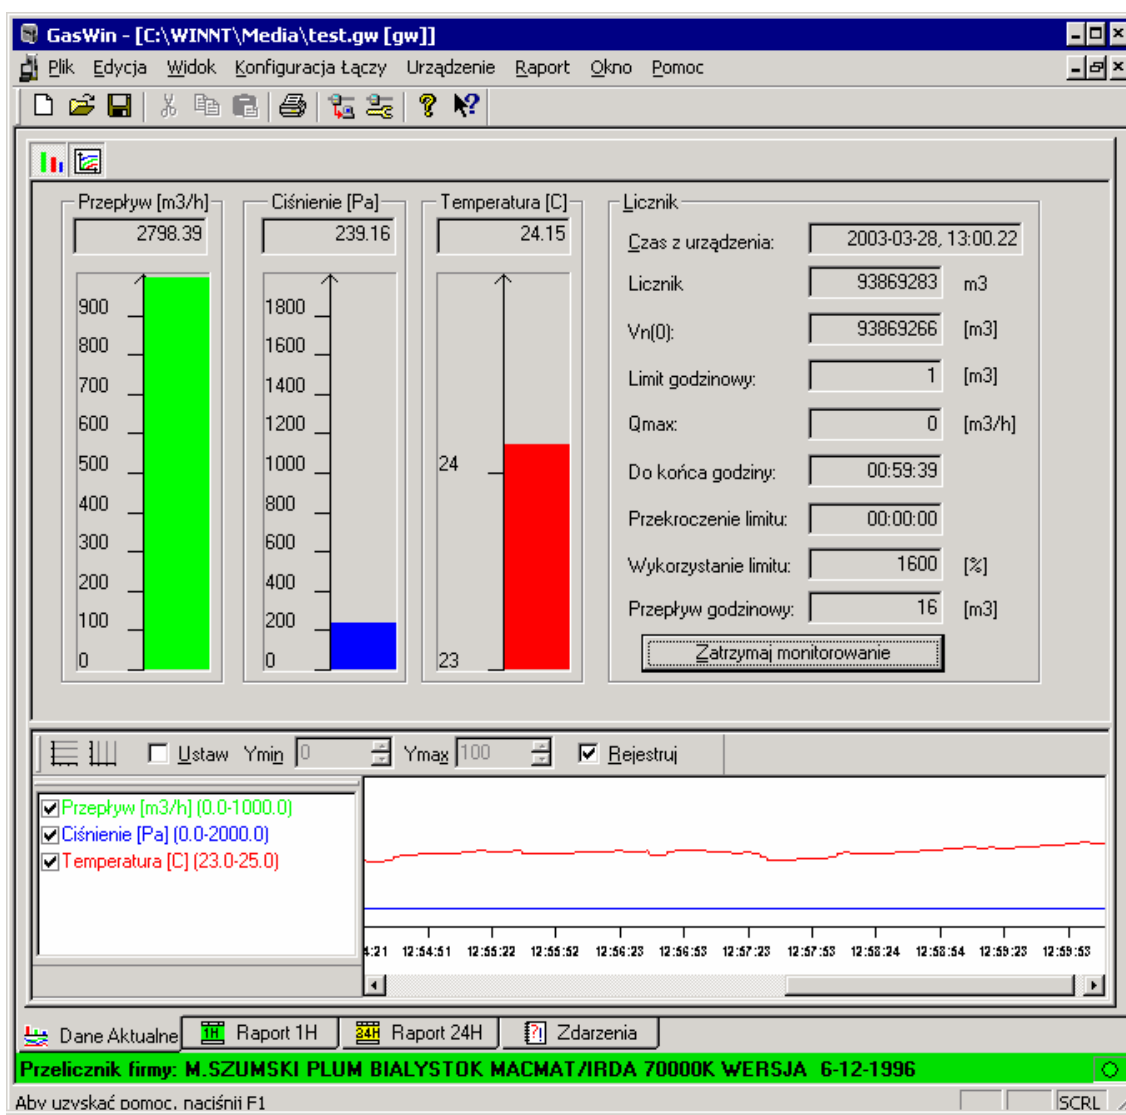 GasWin - [C:\WINNT\Media\test.gw [gw]]
Plik Edycja Widok Konfiguracja Łączy Urządzenie Raport Okno Pomoc
Przepływ [m3/h] Ciśnienie [Pa] Temperatura [C] Licznik
2798.39 239.16 24.15
900
800
700
600
500
400
300
200
100
0
1800
1600
1400
1200
1000
800
600
400
200
0
24
23
Czas z urządzenia: 2003-03-28, 13:00.22
Licznik 93869283 m3
Vn(0): 93869266 [m3]
Limit godzinowy: 1 [m3]
Qmax: 0 [m3/h]
Do końca godziny: 00:59:39
Przekroczenie limitu: 00:00:00
Wykorzystanie limitu: 1600 [%]
Przepływ godzinowy: 16 [m3]
Zatrzymaj monitorowanie
Ustaw Ymin 0 Ymax 100 Rejestruj
Przepływ [m3/h] (0.0-1000.0)
Ciśnienie [Pa] (0.0-2000.0)
Temperatura [C] (23.0-25.0)
4:21 12:54:51 12:55:22 12:55:52 12:56:23 12:56:53 12:57:23 12:57:53 12:58:24 12:58:54 12:59:23 12:59:53
Dane Aktualne 1H Raport 1H 24H Raport 24H Zdarzenia
Przelicznik firmy: M.SZUMSKI PLUM BIALYSTOK MACMAT/IRDA 70000K WERSJA 6-12-1996
Aby uzyskać pomoc, naciśnij F1 SCRL